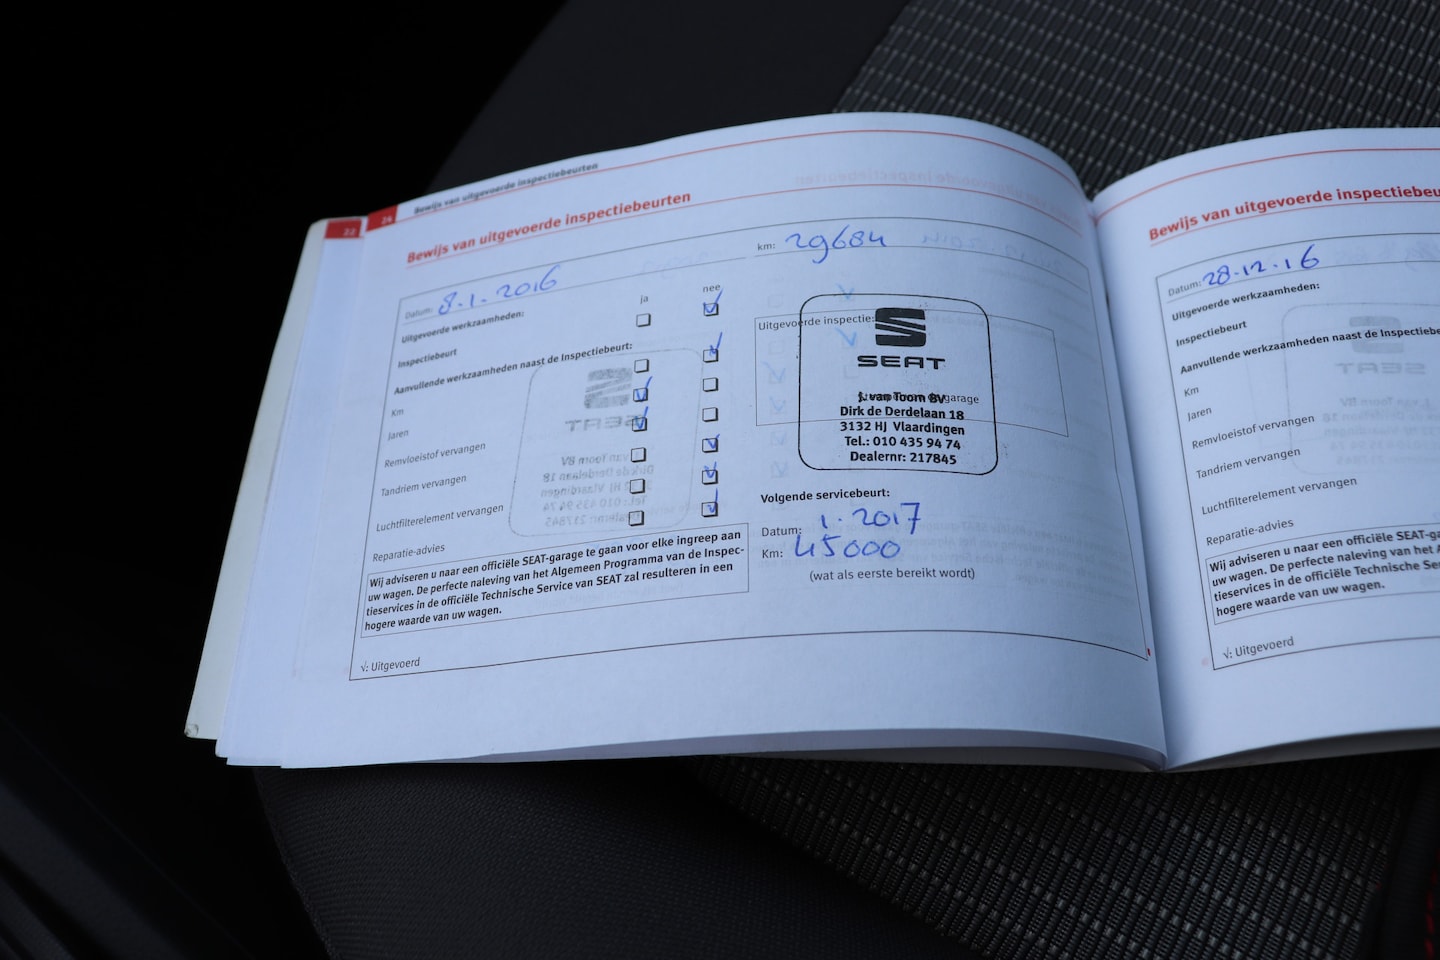 22
24
Bewijs van uitgevoerde inspectiebeurten
Bewijs van uitgevoerde inspectiebeurten
Datum: 8.1.2016
km: 29684
ja
nee
Uitgevoerde werkzaamheden:
Inspectiebeurt
Aanvullende werkzaamheden naast de Inspectiebeurt:
Km
Jaren
Remvloeistof vervangen
Tandriem vervangen
Luchtfilterelement vervangen
Reparatie-advies
Wij adviseren u naar een officiële SEAT-garage te gaan voor elke ingreep aan
uw wagen. De perfecte naleving van het Algemeen Programma van de Inspec-
tieservices in de officiële Technische Service van SEAT zal resulteren in een
hogere waarde van uw wagen.
√: Uitgevoerd
Uitgevoerde inspectie:
SEAT
J. van Toorn BV
garage
Dirk de Derdelaan 18
3132 HJ Vlaardingen
Tel.: 010 435 94 74
Dealernr: 217845
Volgende servicebeurt:
Datum: 1.2017
Km: 45000
(wat als eerste bereikt wordt)
Bewijs van uitgevoerde
Datum: 28.12.16
Uitgevoerde werkzaamheden:
Inspectiebeurt
Aanvullende werkzaamheden naast de
Km
Jaren
Remvloeistof vervangen
Tandriem vervangen
Luchtfilterelement vervangen
Reparatie-advies
Wij adviseren u naar een officiële
uw wagen. De perfecte naleving van het
tieservices in de officiële Technische
hogere waarde van uw wagen.
√: Uitgevoerd